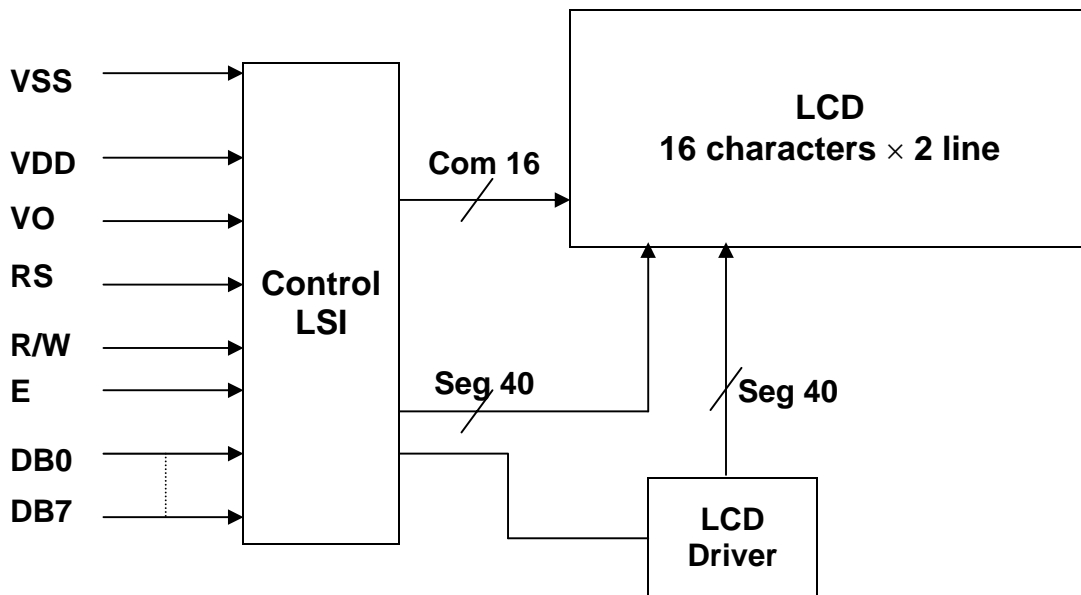 VSS
VDD
VO
RS
R/W
E
DB0
DB7
Control
LSI
Com 16
Seg 40
LCD
16 characters × 2 line
Seg 40
LCD
Driver